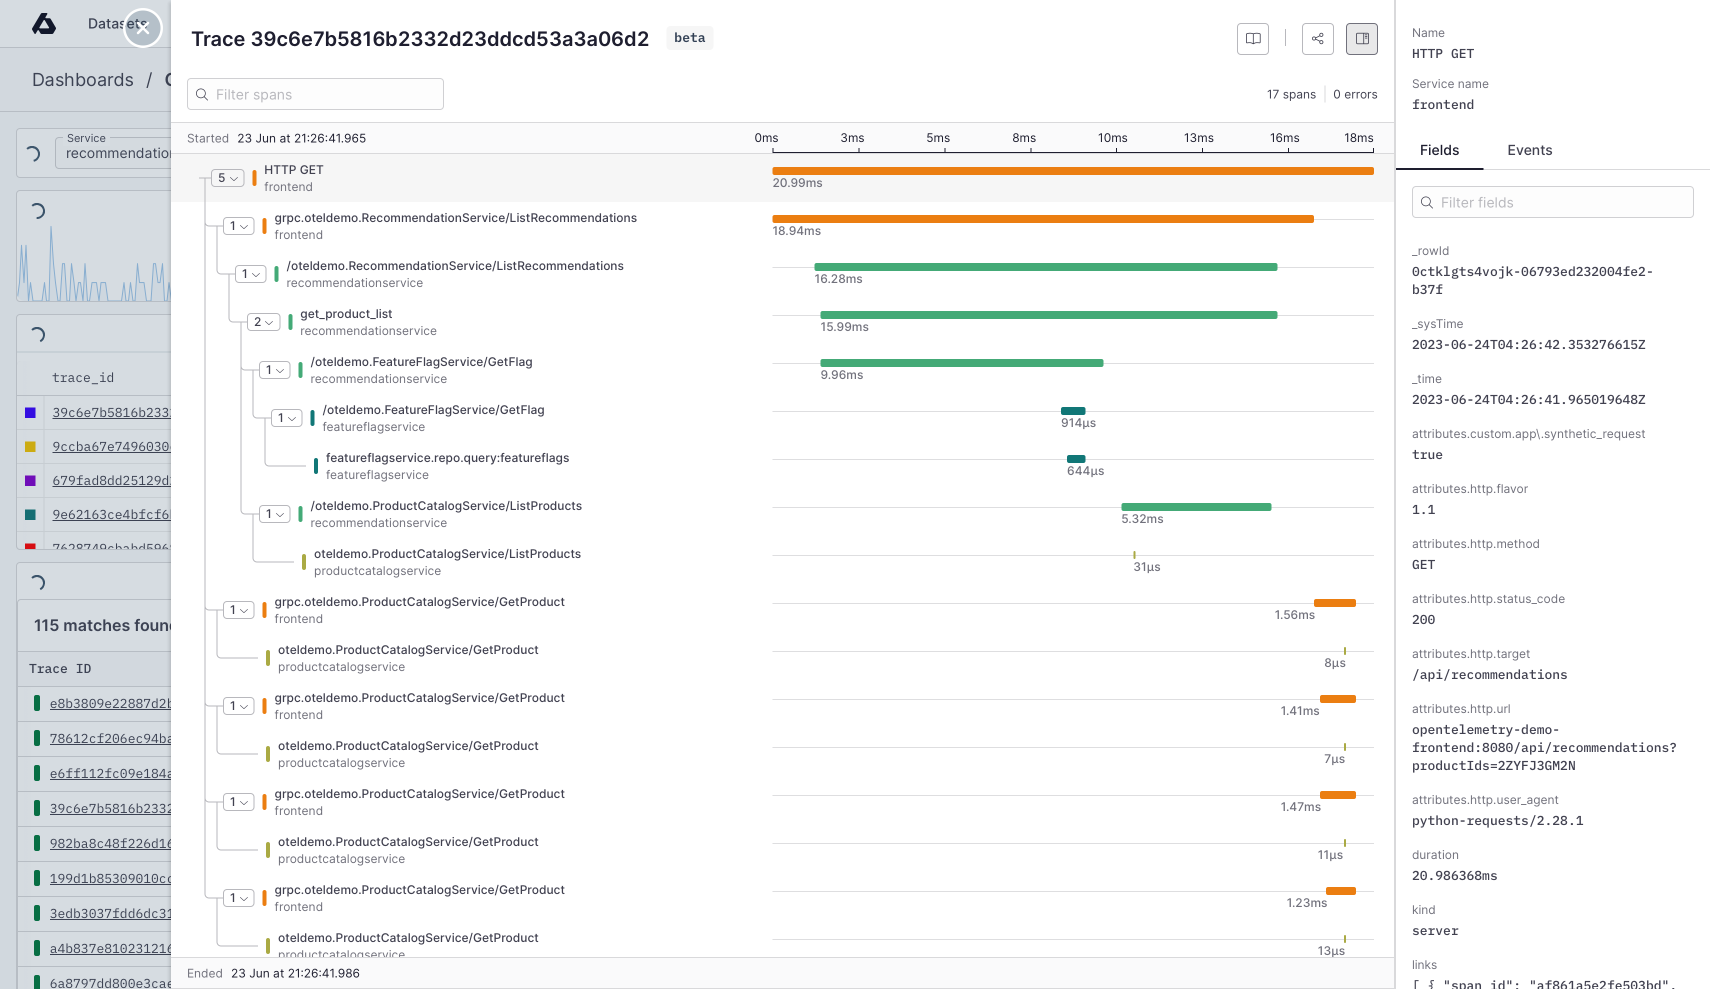 Datasets
Dashboards /
Service
recommendation
trace_id
39c6e7b5816b233
9ccba67e7496030
679fad8dd25129d
9e62163ce4bfcf6
115 matches found
Trace ID
e8b3809e22887d2b
78612cf206ec94ba
e6ff112fc09e184a
39c6e7b5816b2332
982ba8c48f226d16
199d1b85309010cc
3edb3037fdd6dc31
a4b837e810231216
6a8797dd800e3cae
Trace 39c6e7b5816b2332d23ddcd53a3a06d2 beta
Filter spans
17 spans 0 errors
Started 23 Jun at 21:26:41.965
0ms 3ms 5ms 8ms 10ms 13ms 16ms 18ms
5 HTTP GET
frontend
20.99ms
1 grpc.oteldemo.RecommendationService/ListRecommendations
frontend
18.94ms
1 /oteldemo.RecommendationService/ListRecommendations
recommendationservice
16.28ms
2 get_product_list
recommendationservice
15.99ms
1 /oteldemo.FeatureFlagService/GetFlag
recommendationservice
9.96ms
1 /oteldemo.FeatureFlagService/GetFlag
featureflagservice
914μs
featureflagservice.repo.query:featureflags
featureflagservice
644μs
1 /oteldemo.ProductCatalogService/ListProducts
recommendationservice
5.32ms
oteldemo.ProductCatalogService/ListProducts
productcatalogservice
31μs
1 grpc.oteldemo.ProductCatalogService/GetProduct
frontend
1.56ms
oteldemo.ProductCatalogService/GetProduct
productcatalogservice
8μs
1 grpc.oteldemo.ProductCatalogService/GetProduct
frontend
1.41ms
oteldemo.ProductCatalogService/GetProduct
productcatalogservice
7μs
1 grpc.oteldemo.ProductCatalogService/GetProduct
frontend
1.47ms
oteldemo.ProductCatalogService/GetProduct
productcatalogservice
11μs
1 grpc.oteldemo.ProductCatalogService/GetProduct
frontend
1.23ms
oteldemo.ProductCatalogService/GetProduct
productcatalogservice
13μs
Ended 23 Jun at 21:26:41.986
Name
HTTP GET
Service name
frontend
Fields Events
Filter fields
_rowId
0ctklgts4vojk-06793ed232004fe2-
b37f
_sysTime
2023-06-24T04:26:42.353276615Z
_time
2023-06-24T04:26:41.965019648Z
attributes.custom.app\.synthetic_request
true
attributes.http.flavor
1.1
attributes.http.method
GET
attributes.http.status_code
200
attributes.http.target
/api/recommendations
attributes.http.url
opentelemetry-demo-
frontend:8080/api/recommendations?
productIds=2ZYFJ3GM2N
attributes.http.user_agent
python-requests/2.28.1
duration
20.986368ms
kind
server
links
[ { "span_id": "af861a5e2fe503bd",